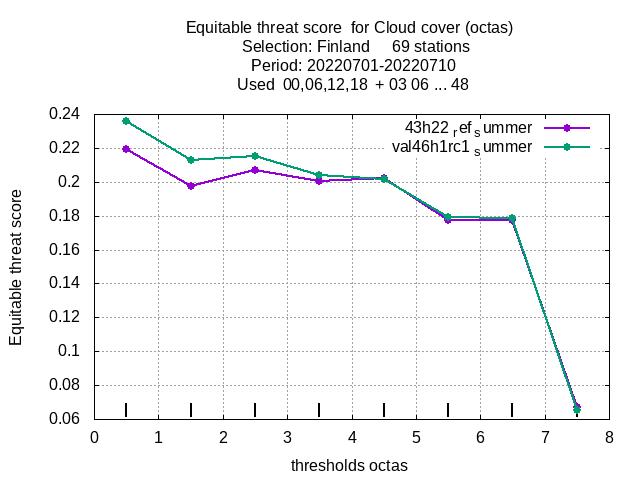 Equitable threat score  for Cloud cover (octas)
Selection: Finland     69 stations
Period: 20220701-20220710
Used  00,06,12,18  + 03 06 ... 48
43h22_ref_summer
val46h1rc1_summer
Equitable threat score
0.24
0.22
0.2
0.18
0.16
0.14
0.12
0.1
0.08
0.06
0 1 2 3 4 5 6 7 8
thresholds octas